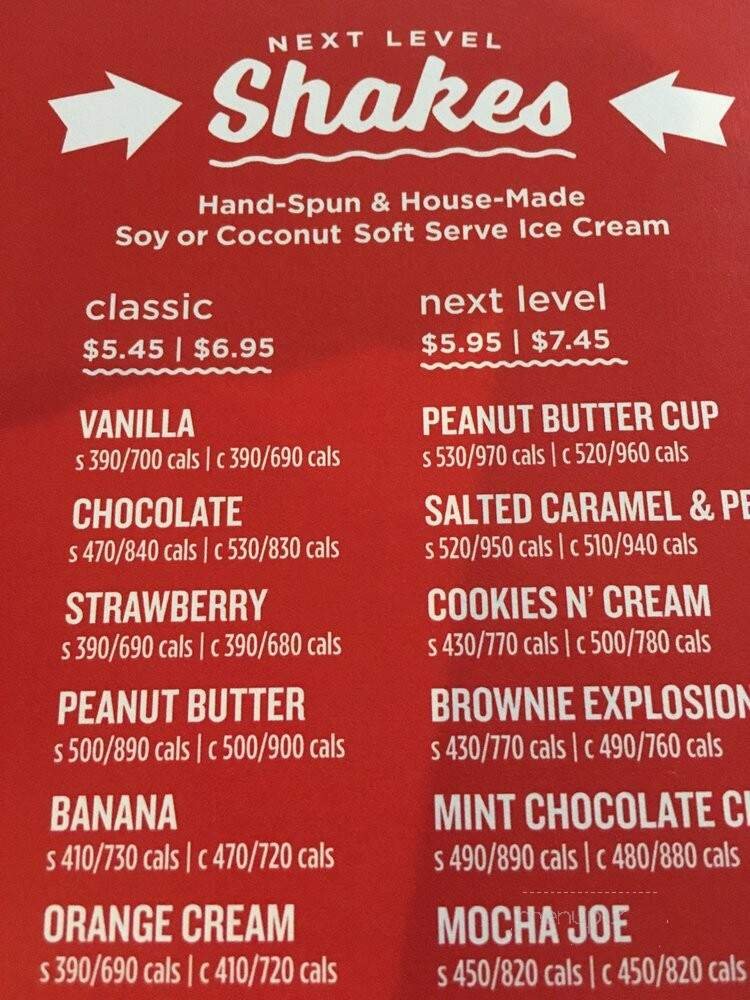 NEXT LEVEL
Shakes
Hand-Spun & House-Made
Soy or Coconut Soft Serve Ice Cream
classic
$5.45 | $6.95
VANILLA
s 390/700 cals | c 390/690 cals
CHOCOLATE
s 470/840 cals | c 530/830 cals
STRAWBERRY
s 390/690 cals | c 390/680 cals
PEANUT BUTTER
s 500/890 cals | c 500/900 cals
BANANA
s 410/730 cals | c 470/720 cals
ORANGE CREAM
s 390/690 cals | c 410/720 cals
next level
$5.95 | $7.45
PEANUT BUTTER CUP
s 530/970 cals | c 520/960 cals
SALTED CARAMEL &
s 520/950 cals | c 510/940 cals
COOKIES N' CREAM
s 430/770 cals | c 500/780 cals
BROWNIE EXPLOSION
s 430/770 cals | c 490/760 cals
MINT CHOCOLATE
s 490/890 cals | c 480/880 cals
MOCHA JOE
s 450/820 cals | c 450/820 cals